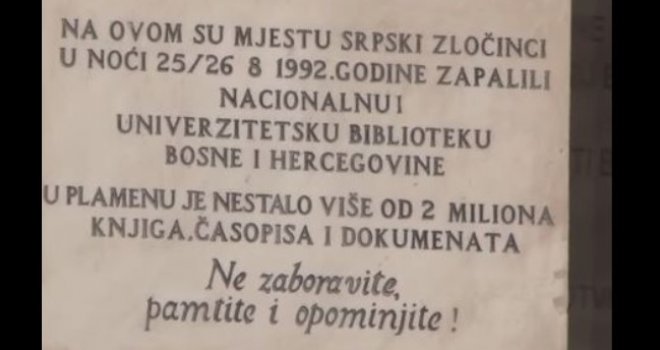 NA OVOM SU MJESTU SRPSKI ZLOČINCI
U NOĆI 25/26 8 1992.GODINE ZAPALILI
NACIONALNU I
UNIVERZITETSKU BIBLIOTEKU
BOSNE I HERCEGOVINE
U PLAMENU JE NESTALO VIŠE OD 2 MILIONA
KNJIGA.ČASOPISA I DOKUMENATA
Ne zaboravite,
pamtite i opominjite !